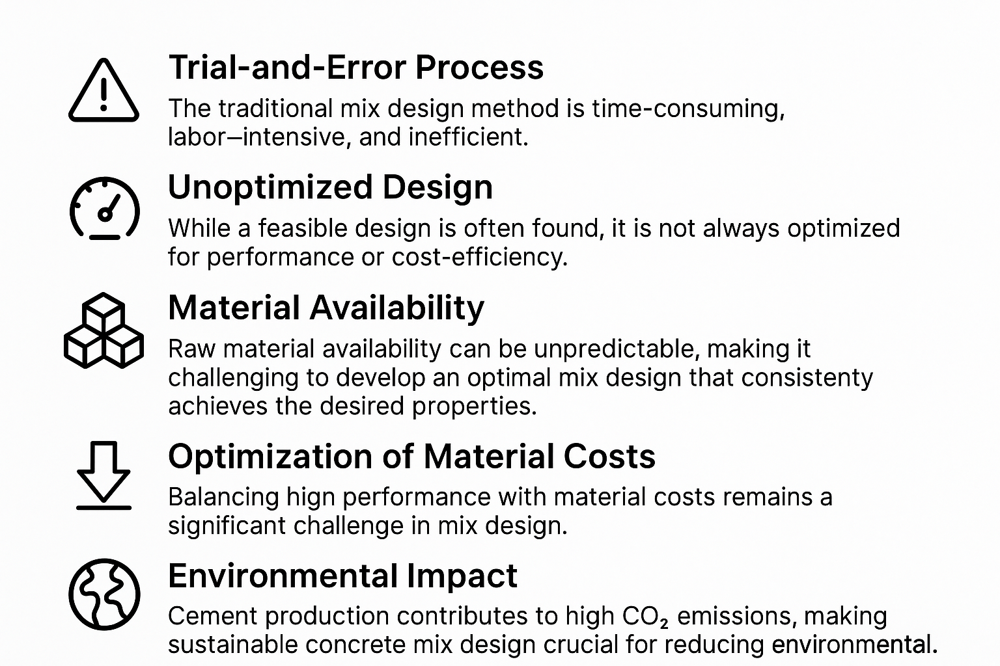 Trial-and-Error Process
The traditional mix design method is time-consuming,
labor–intensive, and inefficient.
Unoptimized Design
While a feasible design is often found, it is not always optimized
for performance or cost-efficiency.
Material Availability
Raw material availability can be unpredictable, making it
challenging to develop an optimal mix design that consistenty
achieves the desired properties.
Optimization of Material Costs
Balancing hign performance with material costs remains a
significant challenge in mix design.
Environmental Impact
Cement production contributes to high CO₂ emissions, making
sustainable concrete mix design crucial for reducing environmental.